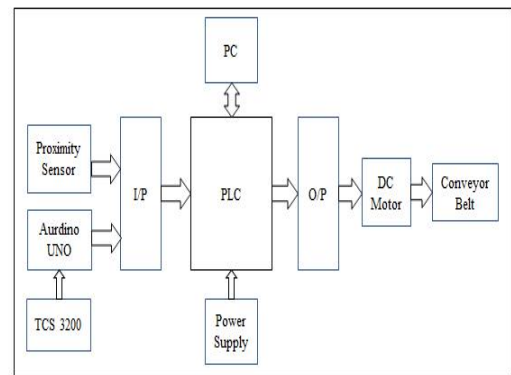 PC
Proximity
Sensor
I/P
PLC
O/P
DC
Motor
Conveyor
Belt
Aurdino
UNO
TCS 3200
Power
Supply